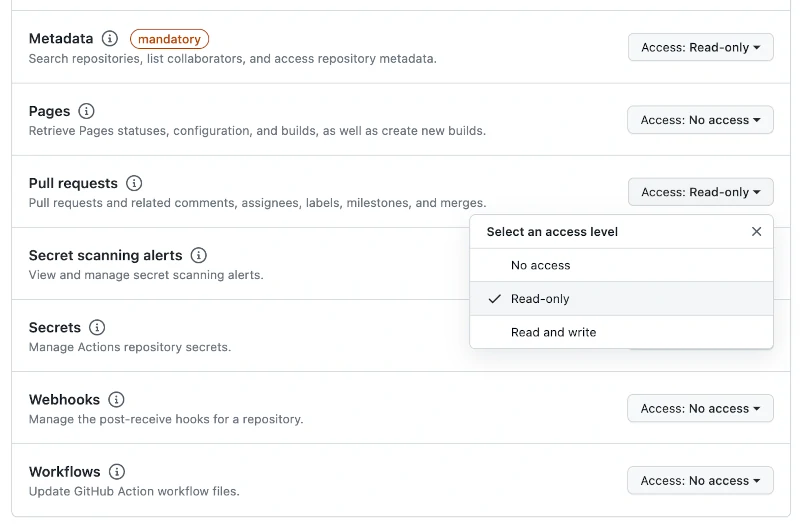 Metadata mandatory
Search repositories, list collaborators, and access repository metadata.
Access: Read-only
Pages
Retrieve Pages statuses, configuration, and builds, as well as create new builds.
Access: No access
Pull requests
Pull requests and related comments, assignees, labels, milestones, and merges.
Access: Read-only
Select an access level
No access
Read-only
Read and write
Secret scanning alerts
View and manage secret scanning alerts.
Secrets
Manage Actions repository secrets.
Webhooks
Manage the post-receive hooks for a repository.
Access: No access
Workflows
Update GitHub Action workflow files.
Access: No access